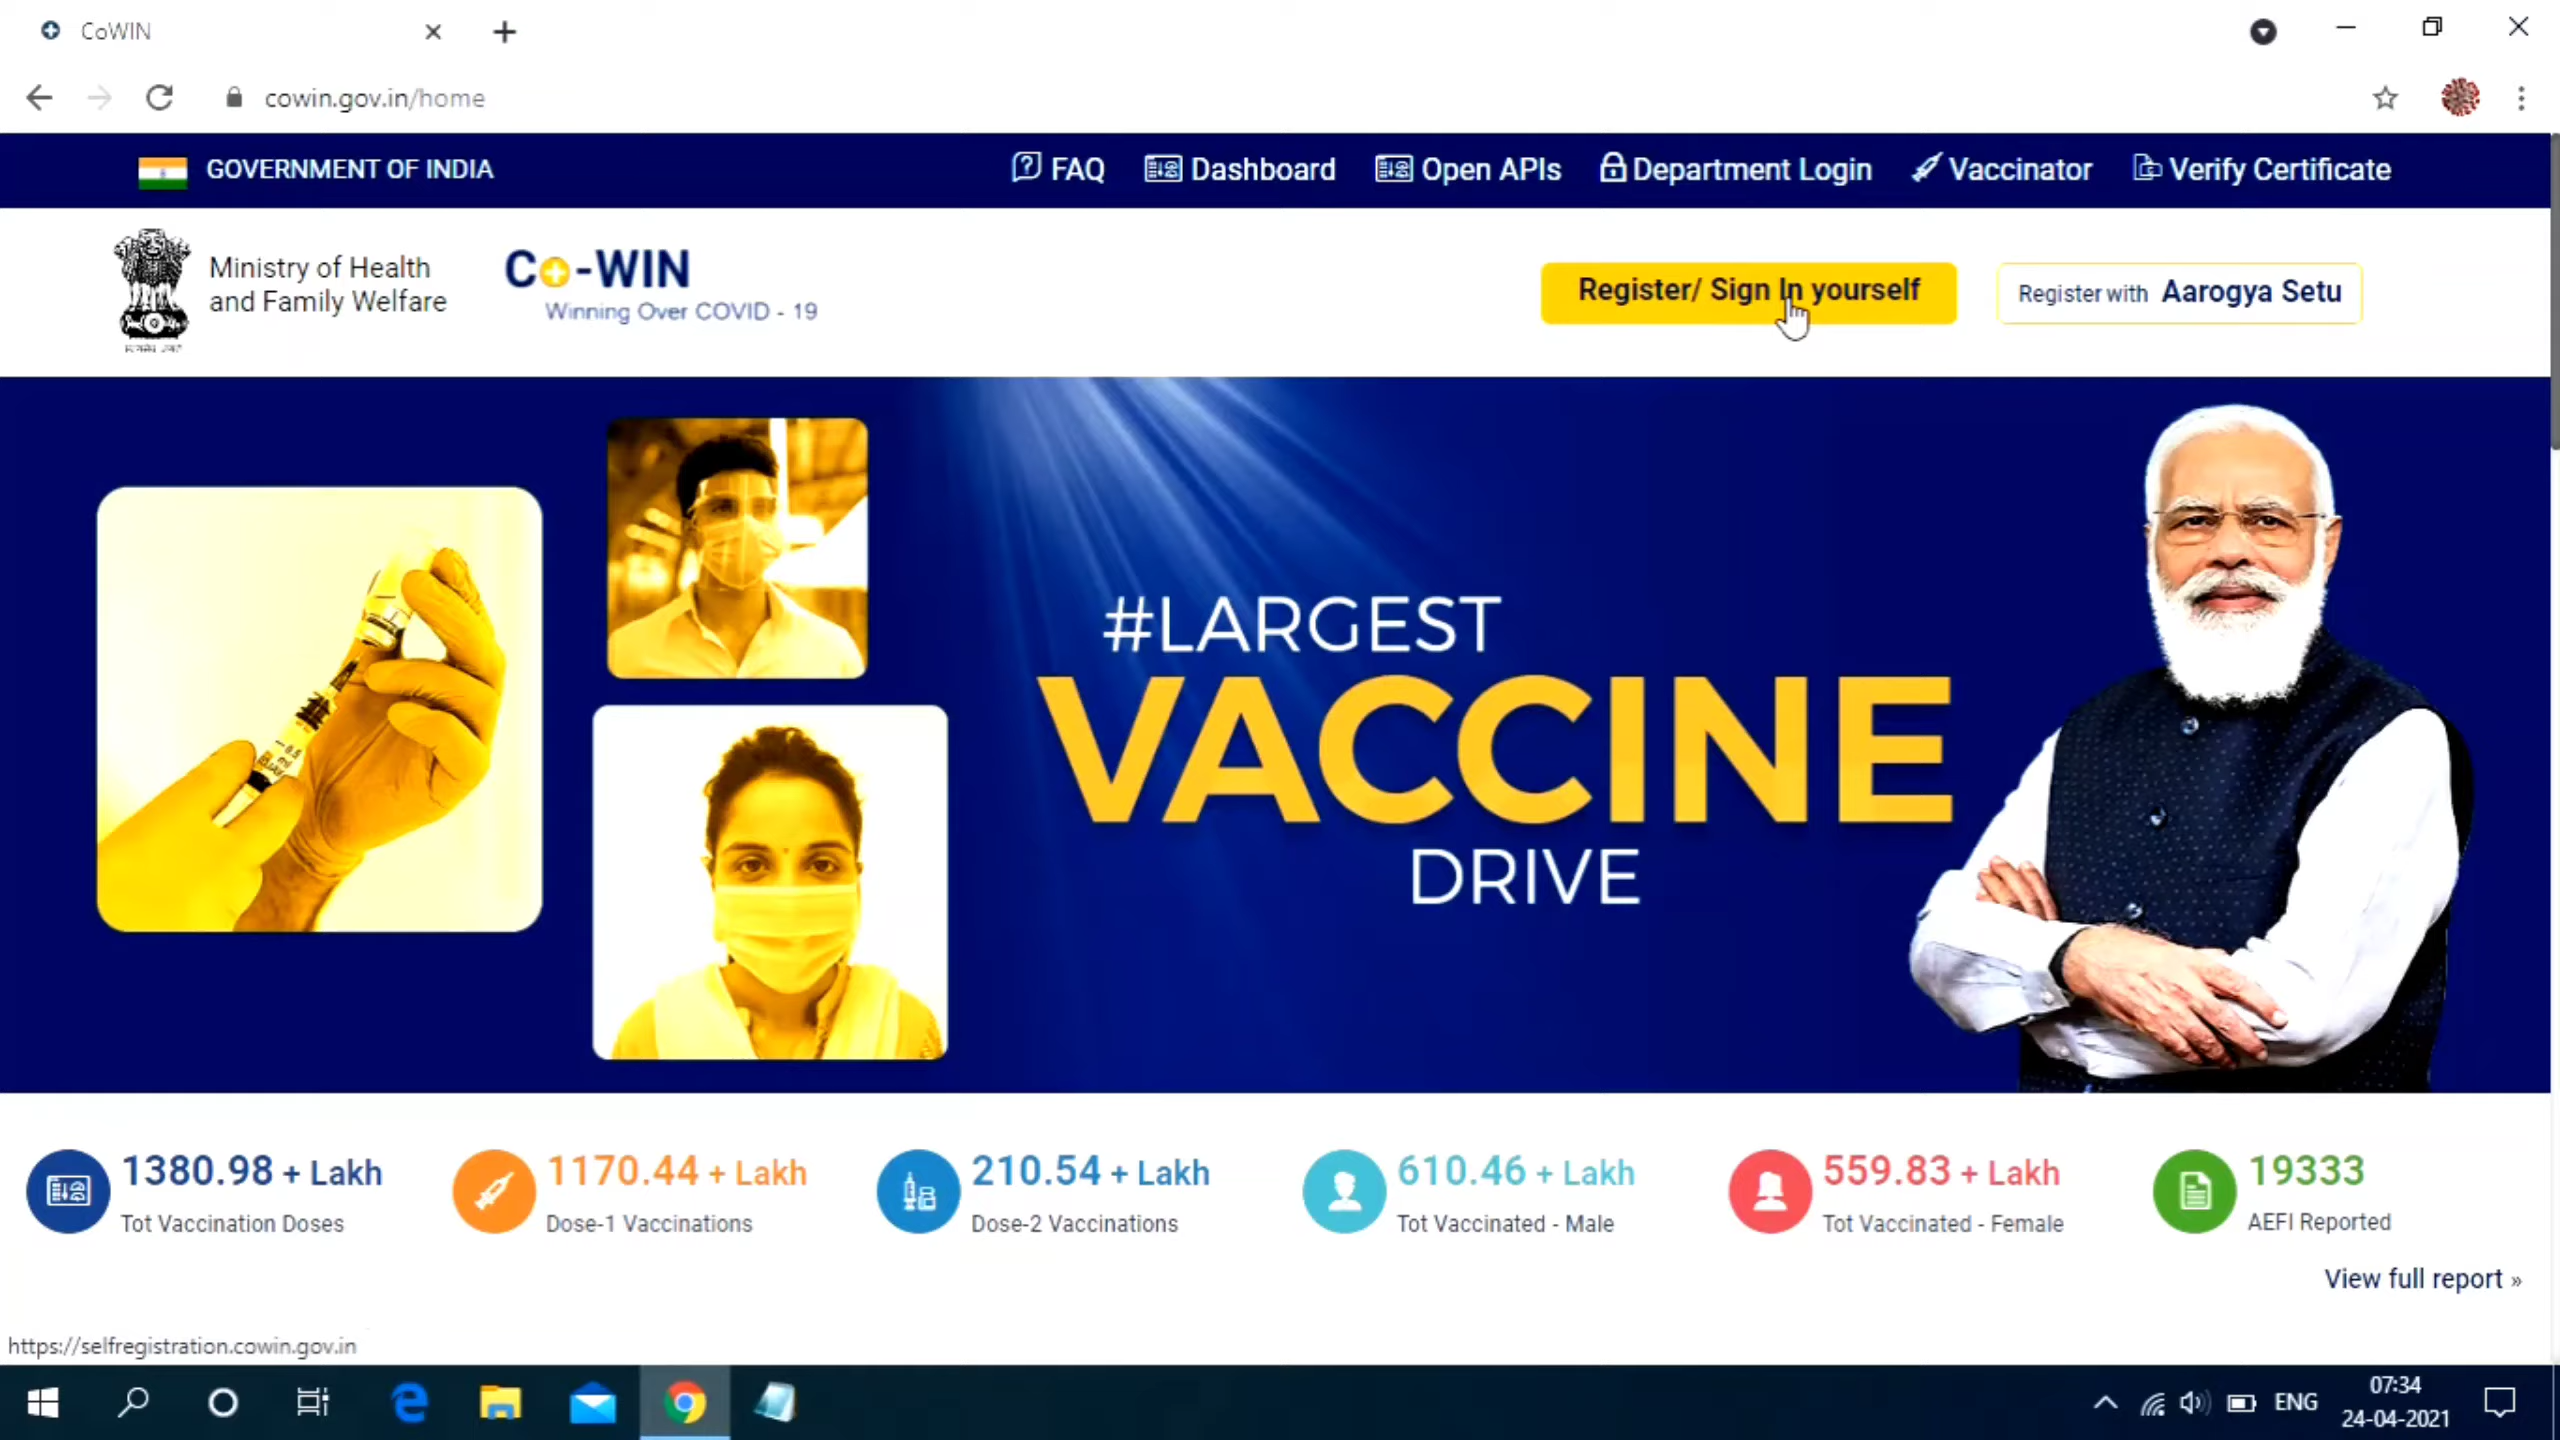 CoWIN
cowin.gov.in/home
GOVERNMENT OF INDIA
FAQ
Dashboard
Open APIs
Department Login
Vaccinator
Verify Certificate
Ministry of Health
and Family Welfare
Co-WIN
Winning Over COVID - 19
Register/ Sign In yourself
Register with Aarogya Setu
#LARGEST
VACCINE
DRIVE
1380.98 + Lakh
Tot Vaccination Doses
1170.44 + Lakh
Dose-1 Vaccinations
210.54 + Lakh
Dose-2 Vaccinations
610.46 + Lakh
Tot Vaccinated - Male
559.83 + Lakh
Tot Vaccinated - Female
19333
AEFI Reported
View full report »
https://selfregistration.cowin.gov.in
ENG
07:34
24-04-2021